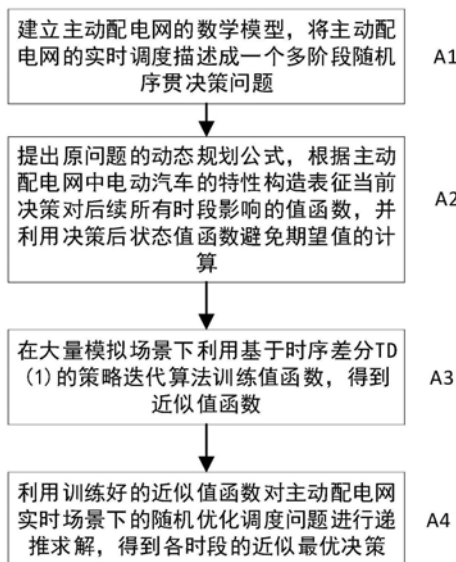 建立主动配电网的数学模型，将主动配
电网的实时调度描述成一个多阶段随机
序贯决策问题
A1
提出原问题的动态规划公式，根据主动
配电网中电动汽车的特性构造表征当前
决策对后续所有时段影响的值函数，并
利用决策后状态值函数避免期望值的计
算
A2
在大量模拟场景下利用基于时序差分TD
(1)的策略迭代算法训练值函数，得到
近似值函数
A3
利用训练好的近似值函数对主动配电网
实时场景下的随机优化调度问题进行递
推求解，得到各时段的近似最优决策
A4